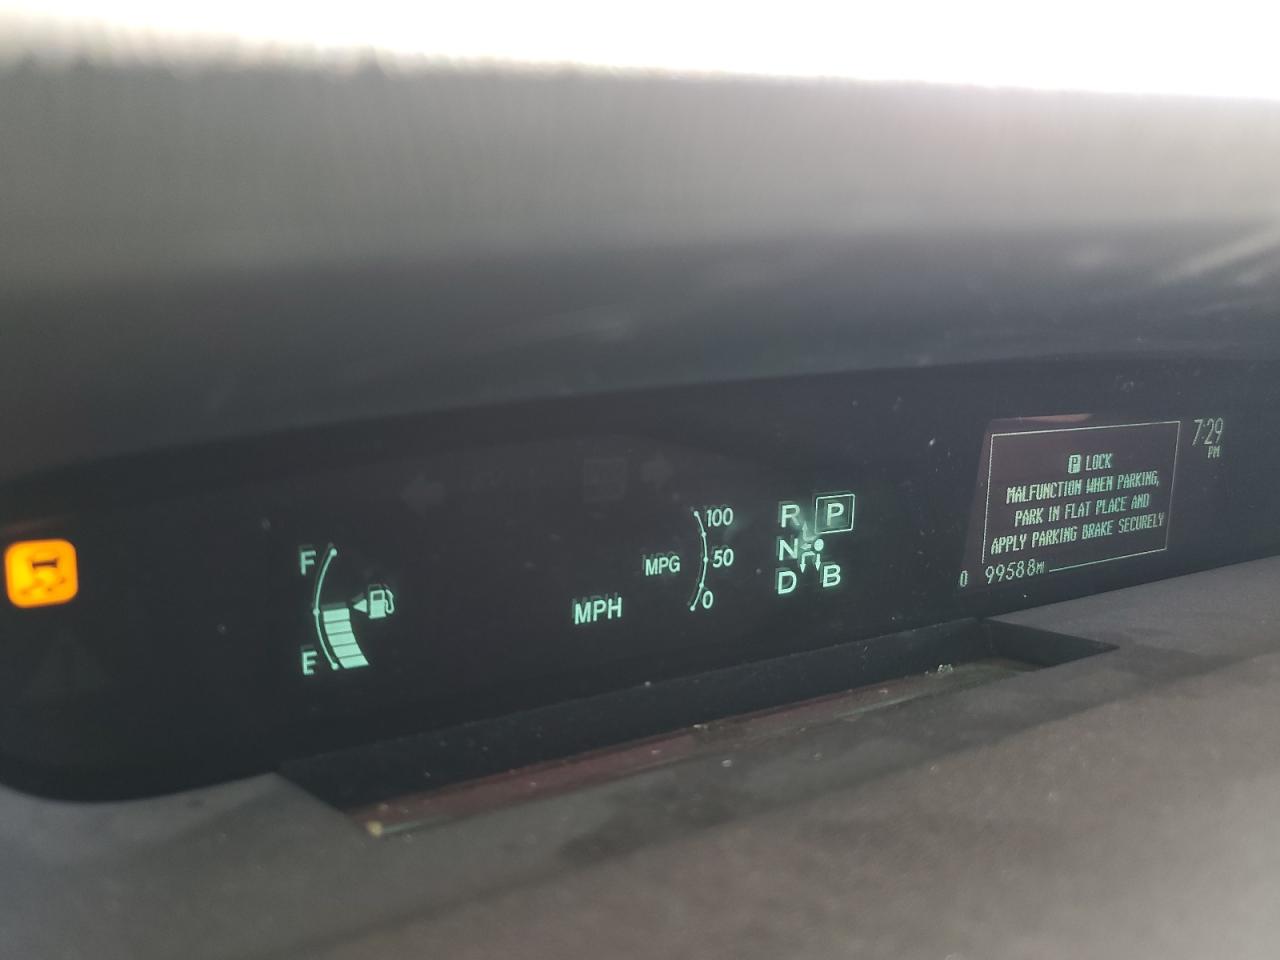 F
E
MPH
MPG
100
50
0
R P
N
D B
P LOCK
MALFUNCTION WHEN PARKING,
PARK IN FLAT PLACE AND
APPLY PARKING BRAKE SECURELY
7:29
PM
0 99588MI